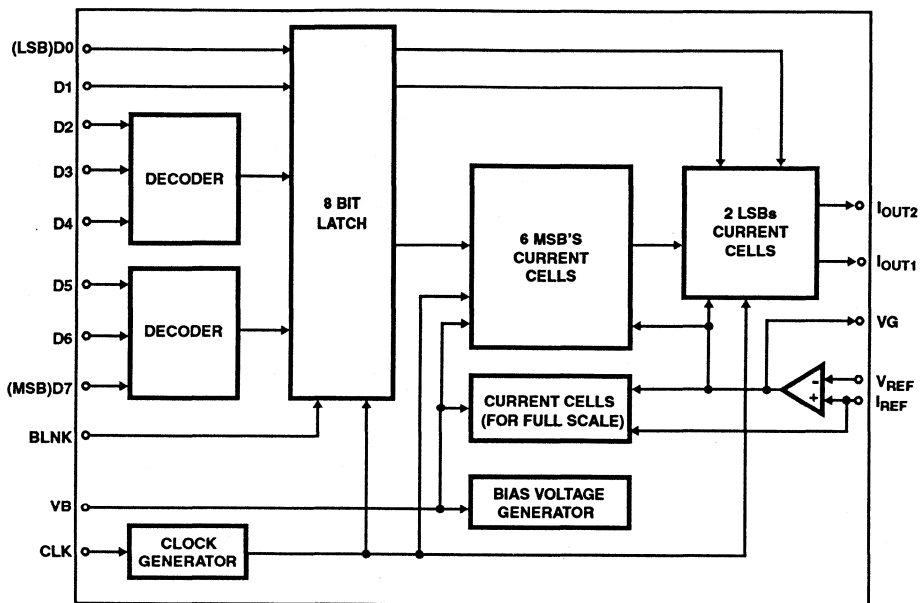 (LSB)D0
D1
D2
D3
D4
D5
D6
(MSB)D7
BLNK
VB
CLK
DECODER
DECODER
CLOCK
GENERATOR
8 BIT
LATCH
6 MSB'S
CURRENT
CELLS
CURRENT CELLS
(FOR FULL SCALE)
BIAS VOLTAGE
GENERATOR
2 LSBs
CURRENT
CELLS
-
+
IOUT2
IOUT1
VG
VREF
IREF